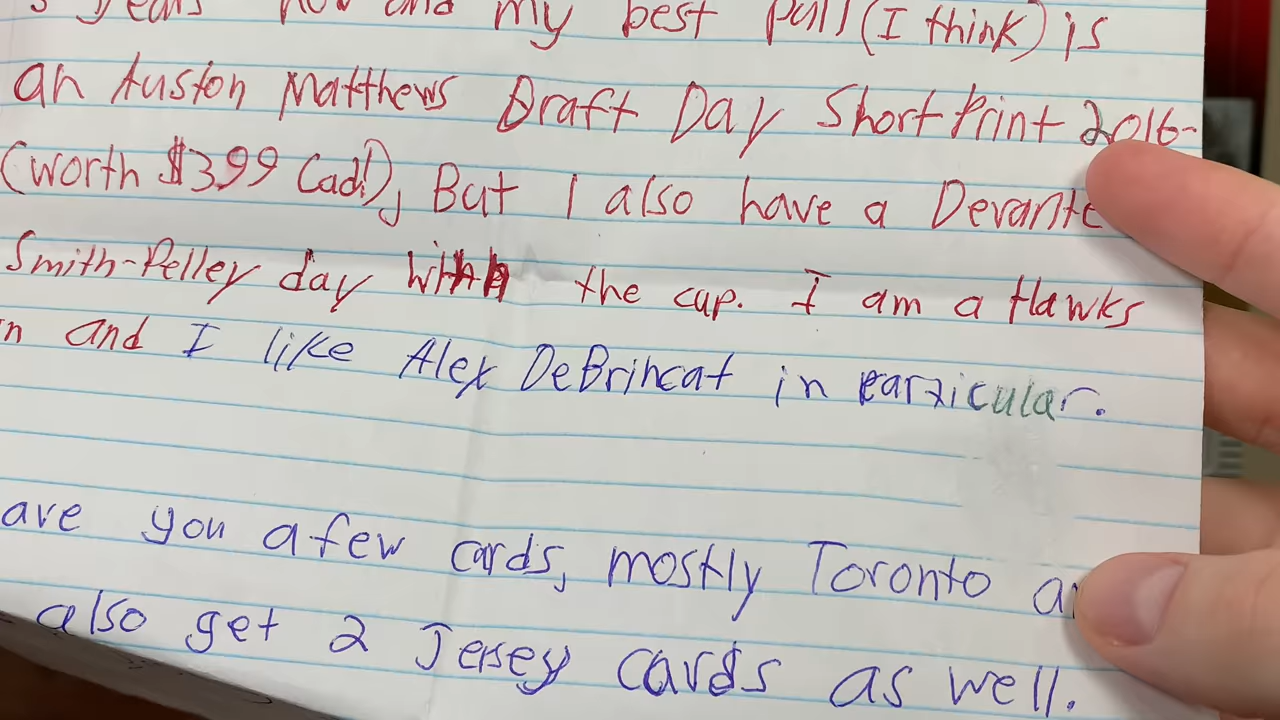 years now and my best pull (I think) is
an Auston Matthews Draft Day Short Print 2016-
(worth $399 Cad!), But I also have a Devante
Smith-Pelley day with the cup. I am a Hawks
and I like Alex DeBrincat in particular.
you a few cards, mostly Toronto
also get 2 Jersey cards as well.